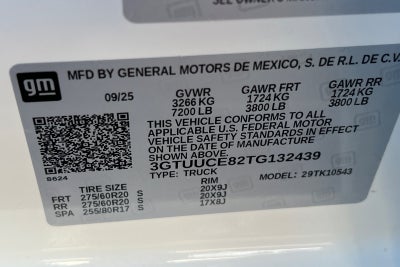 SEE OWNER'S
gm
MFD BY GENERAL MOTORS DE MEXICO, S. DE R.L. DE C.V.
09/25 GVWR GAWR FRT GAWR RR
3266 KG 1724 KG 1724 KG
7200 LB 3800 LB 3800 LB
THIS VEHICLE CONFORMS TO ALL
APPLICABLE U.S. FEDERAL MOTOR
VEHICLE SAFETY STANDARDS IN EFFECT
ON THE DATE OF MANUFACTURE
SHOWN ABOVE
3GTUUCE82TG132439
8624
TYPE: TRUCK MODEL: 29TK10543
TIRE SIZE RIM
FRT 275/60R20 S 20X9J
RR 275/60R20 S 20X9J
SPA 255/80R17 S 17X8J